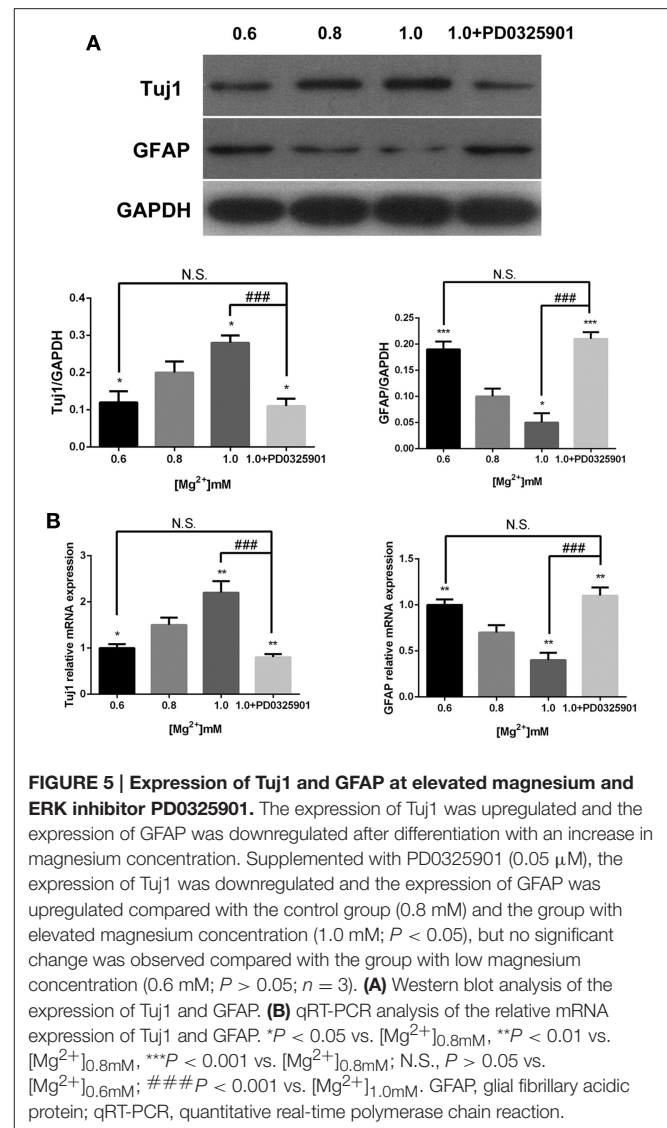 A
0.6 0.8 1.0 1.0+PD0325901
Tuj1
GFAP
GAPDH
N.S.
###
0.4
0.3
0.2
0.1
0.0
Tuj1/GAPDH
*
*
*
0.6 0.8 1.0 1.0+PD0325901
[Mg²⁺]mM
N.S.
###
0.25
0.20
0.15
0.10
0.05
0.00
GFAP/GAPDH
***
*
***
0.6 0.8 1.0 1.0+PD0325901
[Mg²⁺]mM
B
N.S.
###
3
2
1
0
Tuj1 relative mRNA expression
*
**
**
0.6 0.8 1.0 1.0+PD0325901
[Mg²⁺]mM
N.S.
###
1.5
1.0
0.5
0.0
GFAP relative mRNA expression
**
**
**
0.6 0.8 1.0 1.0+PD0325901
[Mg²⁺]mM
FIGURE 5 | Expression of Tuj1 and GFAP at elevated magnesium and
ERK inhibitor PD0325901. The expression of Tuj1 was upregulated and the
expression of GFAP was downregulated after differentiation with an increase in
magnesium concentration. Supplemented with PD0325901 (0.05 μM), the
expression of Tuj1 was downregulated and the expression of GFAP was
upregulated compared with the control group (0.8 mM) and the group with
elevated magnesium concentration (1.0 mM; P < 0.05), but no significant
change was observed compared with the group with low magnesium
concentration (0.6 mM; P > 0.05; n = 3). (A) Western blot analysis of the
expression of Tuj1 and GFAP. (B) qRT-PCR analysis of the relative mRNA
expression of Tuj1 and GFAP. *P < 0.05 vs. [Mg²⁺]0.8mM, **P < 0.01 vs.
[Mg²⁺]0.8mM, ***P < 0.001 vs. [Mg²⁺]0.8mM; N.S., P > 0.05 vs.
[Mg²⁺]0.6mM; ###P < 0.001 vs. [Mg²⁺]1.0mM. GFAP, glial fibrillary acidic
protein; qRT-PCR, quantitative real-time polymerase chain reaction.